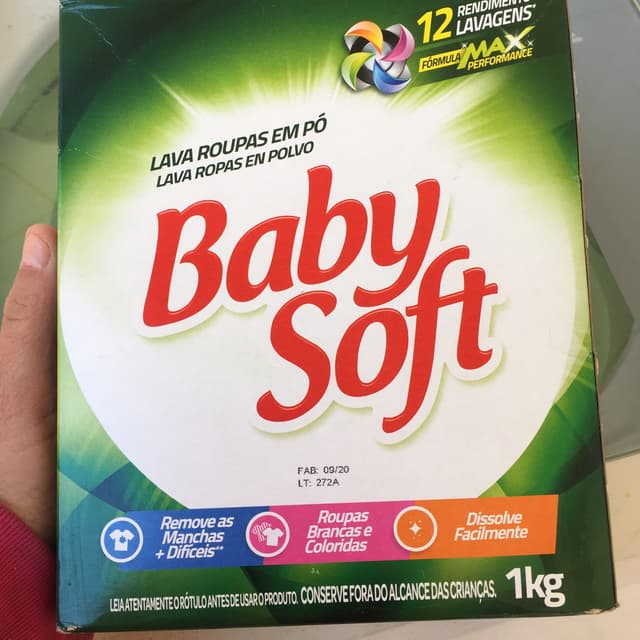 12 RENDIMENTO
LAVAGENS*
FÓRMULA MAX
PERFORMANCE
LAVA ROUPAS EM PÓ
LAVA ROPAS EN POLVO
Baby
Soft
FAB: 09/20
LT: 272A
Remove as
Manchas
+ Difíceis**
Roupas
Brancas e
Coloridas
Dissolve
Facilmente
LEIA ATENTAMENTE O RÓTULO ANTES DE USAR O PRODUTO. CONSERVE FORA DO ALCANCE DAS CRIANÇAS. 1kg